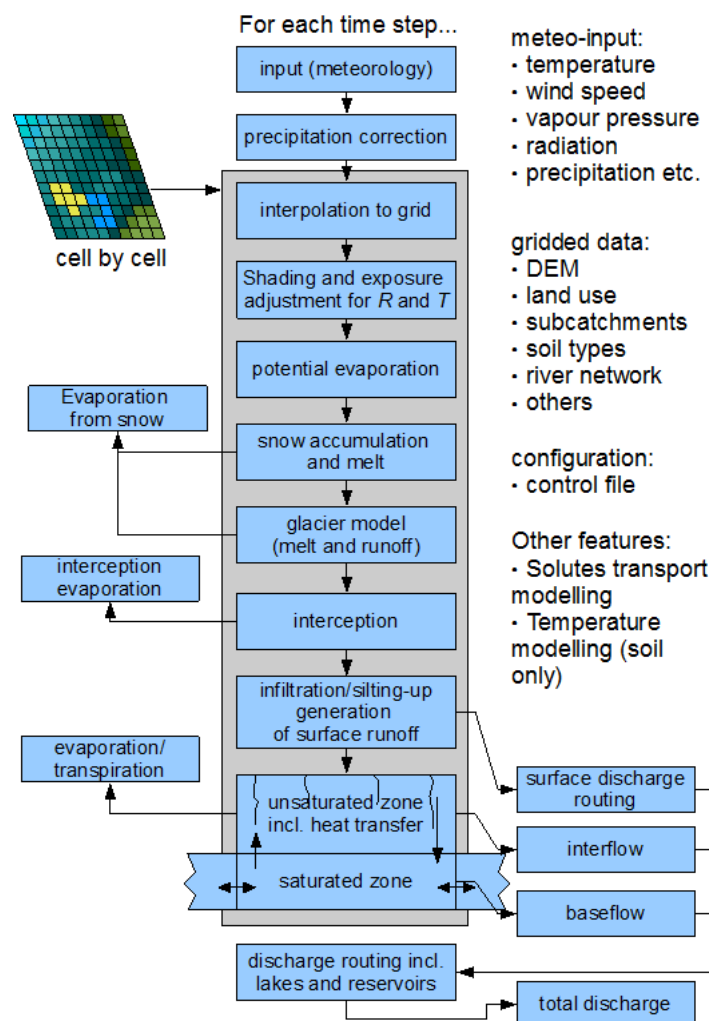 For each time step...
input (meteorology)
precipitation correction
cell by cell
interpolation to grid
Shading and exposure
adjustment for R and T
potential evaporation
Evaporation
from snow
snow accumulation
and melt
glacier model
(melt and runoff)
interception
evaporation
interception
infiltration/silting-up
generation
of surface runoff
evaporation/
transpiration
unsaturated zone
incl. heat transfer
saturated zone
surface discharge
routing
interflow
baseflow
discharge routing incl.
lakes and reservoirs
total discharge
meteo-input:
• temperature
• wind speed
• vapour pressure
• radiation
• precipitation etc.
gridded data:
• DEM
• land use
• subcatchments
• soil types
• river network
• others
configuration:
• control file
Other features:
• Solutes transport
modelling
• Temperature
modelling (soil
only)